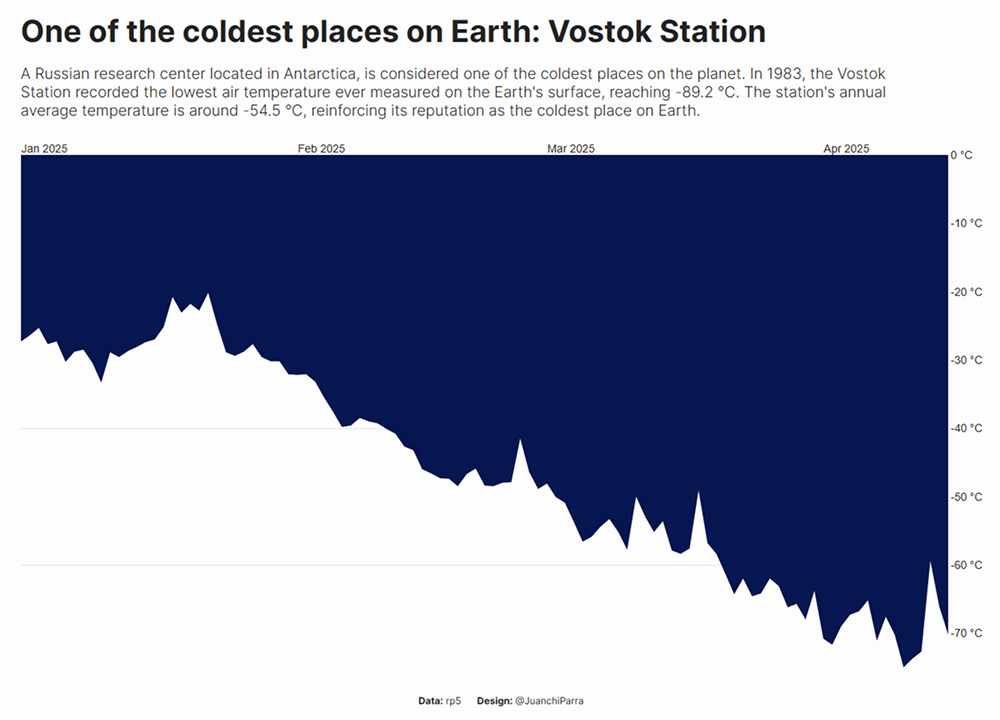 One of the coldest places on Earth: Vostok Station
A Russian research center located in Antarctica, is considered one of the coldest places on the planet. In 1983, the Vostok
Station recorded the lowest air temperature ever measured on the Earth's surface, reaching -89.2 °C. The station's annual
average temperature is around -54.5 °C, reinforcing its reputation as the coldest place on Earth.
Jan 2025 Feb 2025 Mar 2025 Apr 2025
0 °C
-10 °C
-20 °C
-30 °C
-40 °C
-50 °C
-60 °C
-70 °C
Data: rp5 Design: @JuanchiParra